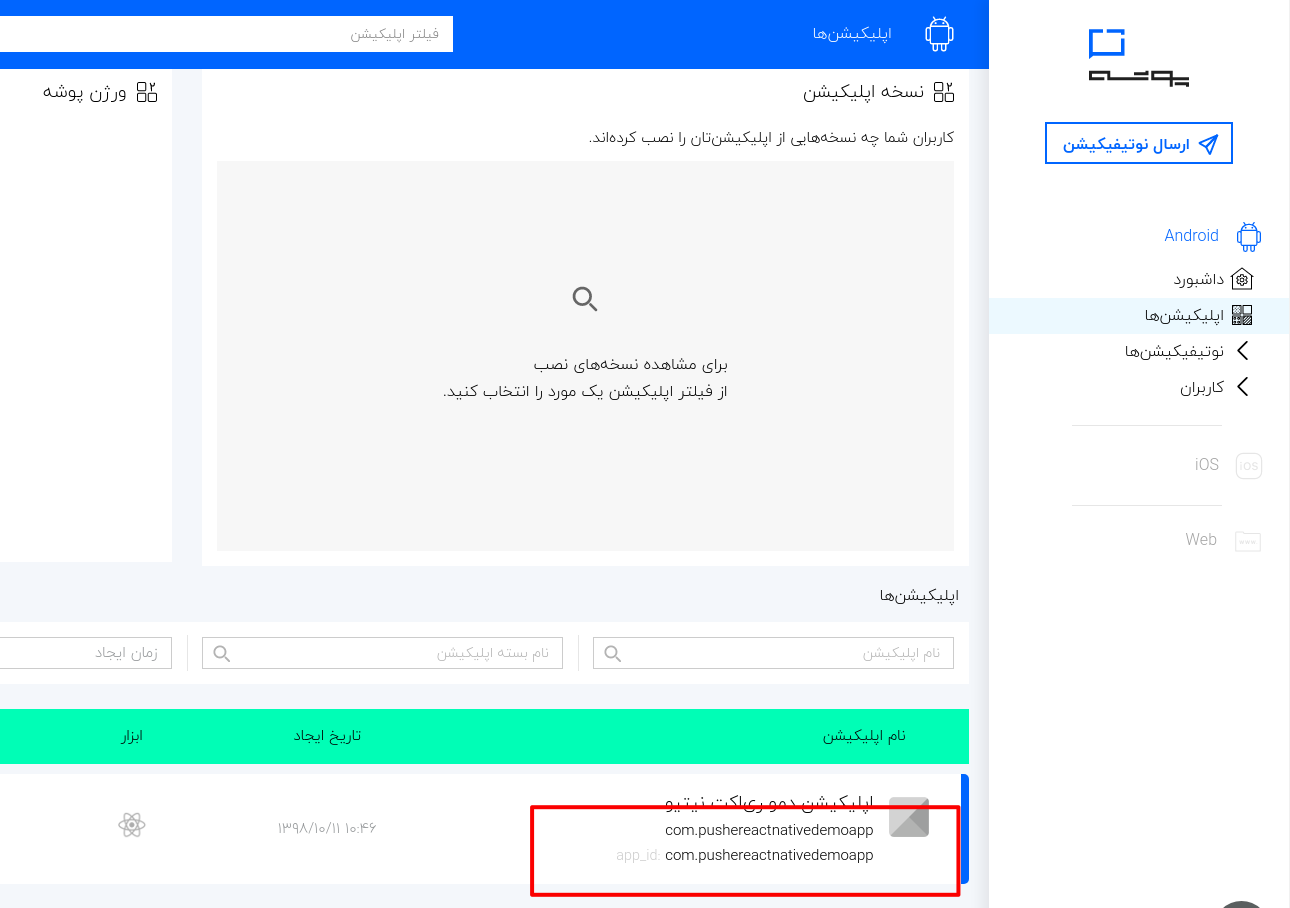 پوشه
ارسال نوتیفیکیشن
Android
داشبورد
اپلیکیشن‌ها
نوتیفیکیشن‌ها
کاربران
iOS
iOS
Web
www
اپلیکیشن‌ها
فیلتر اپلیکیشن
نسخه اپلیکیشن
کاربران شما چه نسخه‌هایی از اپلیکیشن‌تان را نصب کرده‌اند.
برای مشاهده نسخه‌های نصب
از فیلتر اپلیکیشن یک مورد را انتخاب کنید.
ورژن پوشه
اپلیکیشن‌ها
نام اپلیکیشن
نام بسته اپلیکیشن
زمان ایجاد
نام اپلیکیشن
تاریخ ایجاد
ابزار
اپلیکیشن دمو ری‌اکت نیتیو
com.pushereactnativedemoapp
app_id: com.pushereactnativedemoapp
۱۳۹۸/۱۰/۱۱ ۱۰:۴۶